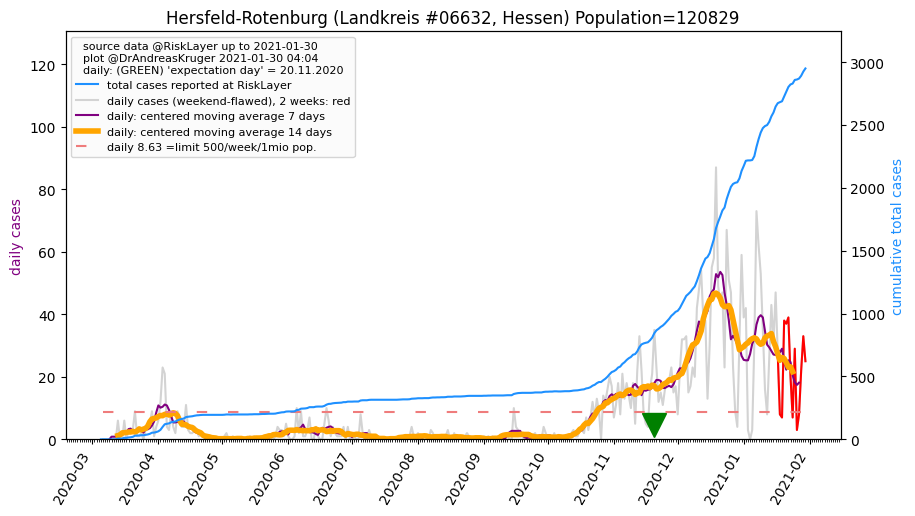 Hersfeld-Rotenburg (Landkreis #06632, Hessen) Population=120829
source data @RiskLayer up to 2021-01-30
plot @DrAndreasKruger 2021-01-30 04:04
daily: (GREEN) 'expectation day' = 20.11.2020
total cases reported at RiskLayer
daily cases (weekend-flawed), 2 weeks: red
daily: centered moving average 7 days
daily: centered moving average 14 days
daily 8.63 =limit 500/week/1mio pop.
daily cases
0
20
40
60
80
100
120
cumulative total cases
0
500
1000
1500
2000
2500
3000
2020-03
2020-04
2020-05
2020-06
2020-07
2020-08
2020-09
2020-10
2020-11
2020-12
2021-01
2021-02